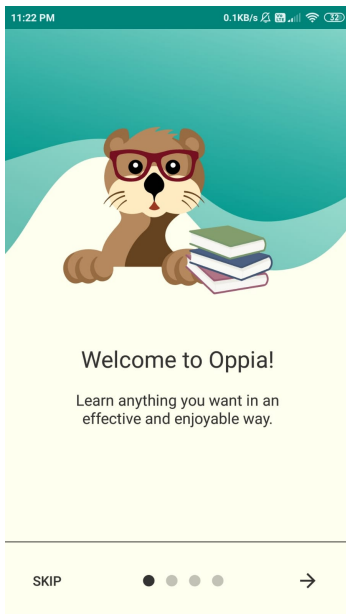 11:22 PM 0.1KB/s 32
Welcome to Oppia!
Learn anything you want in an
effective and enjoyable way.
SKIP